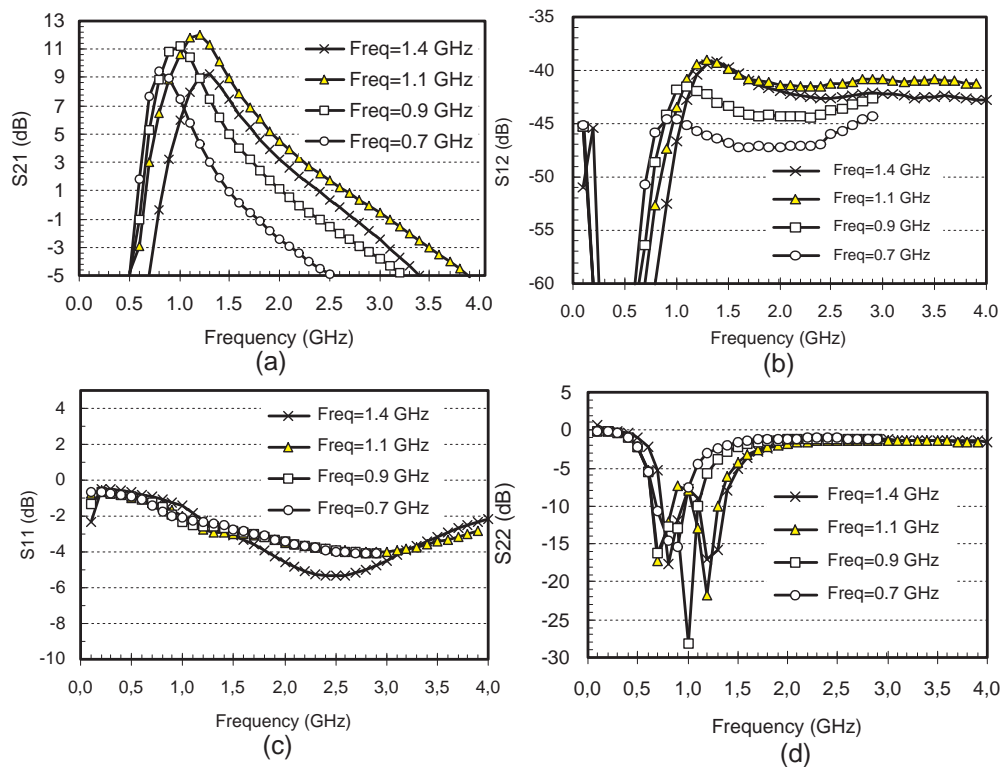 13
11
9
7
5
3
1
-1
-3
-5
S21 (dB)
Freq=1.4 GHz
Freq=1.1 GHz
Freq=0.9 GHz
Freq=0.7 GHz
0.0 0.5 1.0 1.5 2.0 2.5 3.0 3.5 4.0
Frequency (GHz)
(a)
-35
-40
-45
-50
-55
-60
S12 (dB)
Freq=1.4 GHz
Freq=1.1 GHz
Freq=0.9 GHz
Freq=0.7 GHz
0.0 0.5 1.0 1.5 2.0 2.5 3.0 3.5 4.0
Frequency (GHz)
(b)
4
2
0
-2
-4
-6
-8
-10
S11 (dB)
Freq=1.4 GHz
Freq=1.1 GHz
Freq=0.9 GHz
Freq=0.7 GHz
0,0 0,5 1,0 1,5 2,0 2,5 3,0 3,5 4,0
Frequency (GHz)
(c)
5
0
-5
-10
-15
-20
-25
-30
S22 (dB)
Freq=1.4 GHz
Freq=1.1 GHz
Freq=0.9 GHz
Freq=0.7 GHz
0,0 0,5 1,0 1,5 2,0 2,5 3,0 3,5 4,0
Frequency (GHz)
(d)